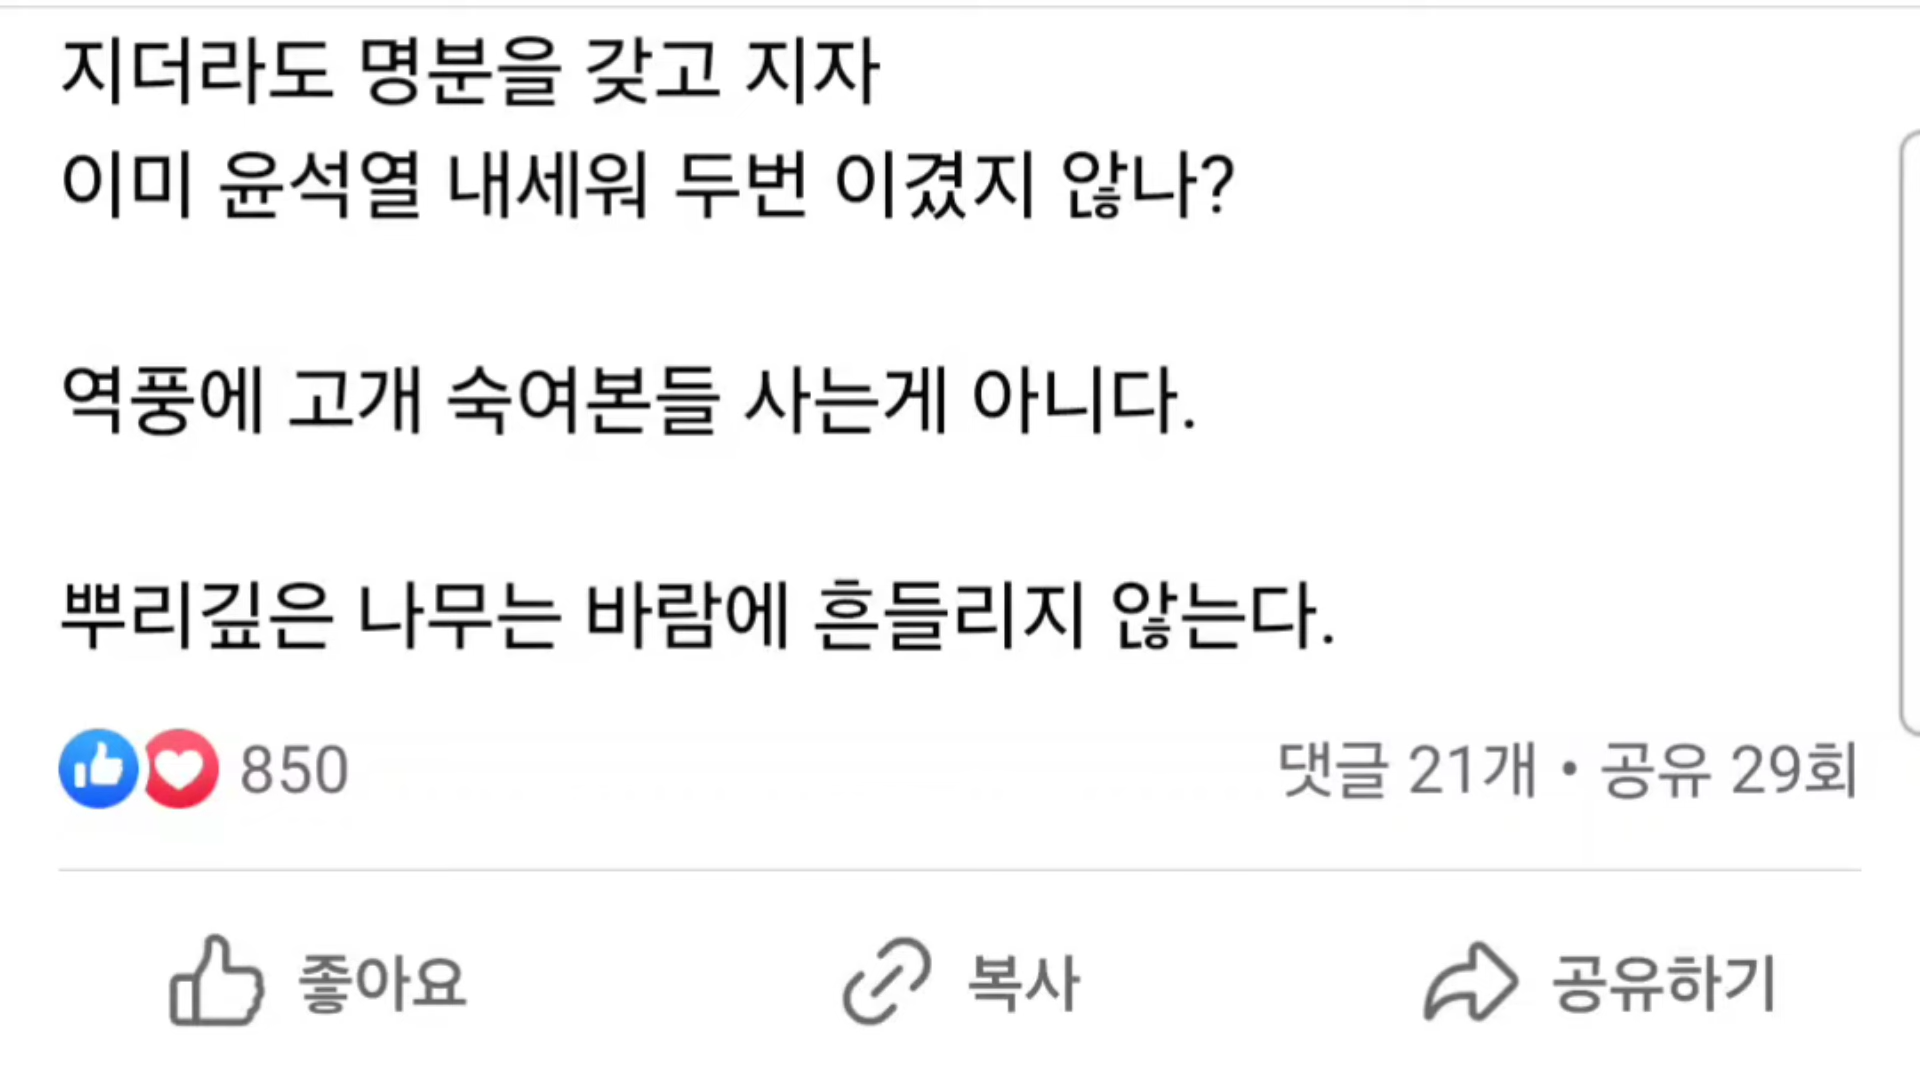 지더라도 명분을 갖고 지자
이미 윤석열 내세워 두번 이겼지 않나?
역풍에 고개 숙여본들 사는게 아니다.
뿌리깊은 나무는 바람에 흔들리지 않는다.
850 댓글 21개 • 공유 29회
좋아요 복사 공유하기